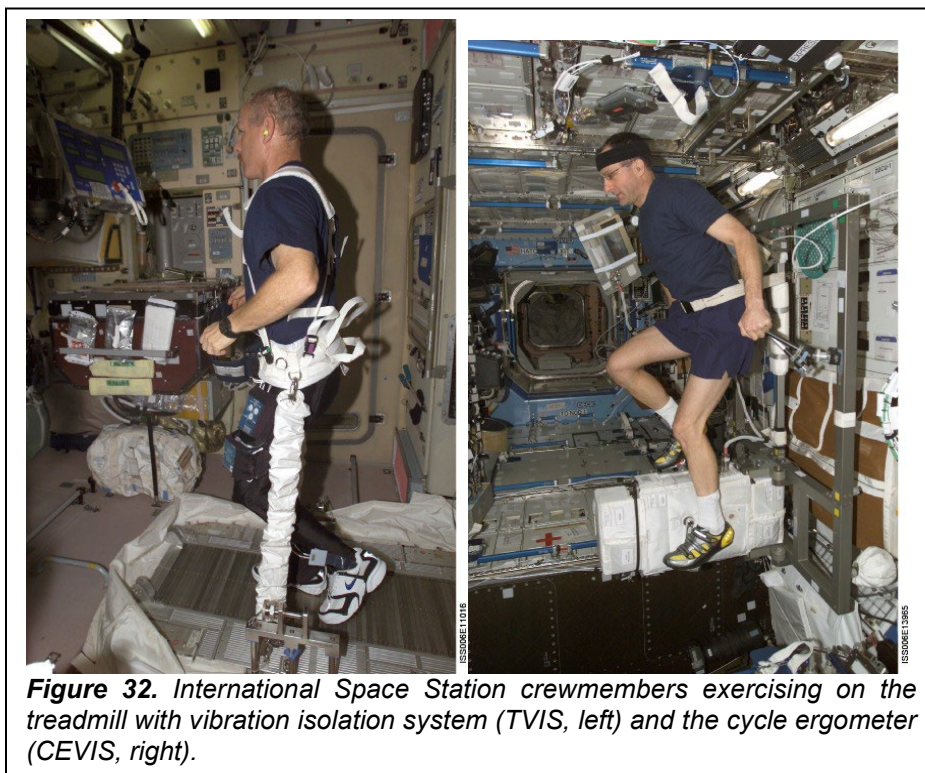 ISS006E11016
ISS006E13965
Figure 32. International Space Station crewmembers exercising on the
treadmill with vibration isolation system (TVIS, left) and the cycle ergometer
(CEVIS, right).